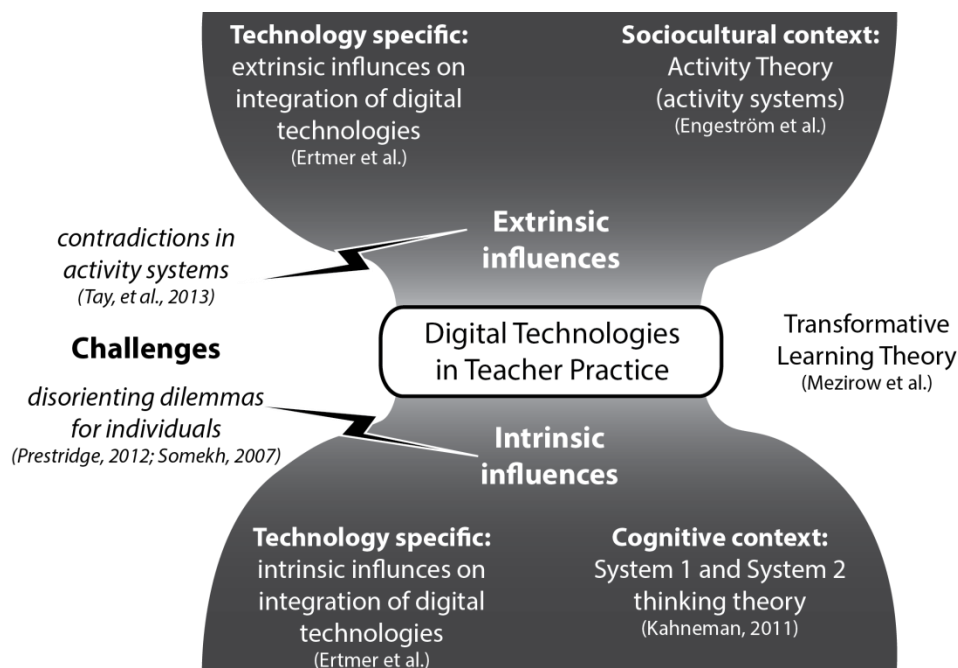 Technology specific:
extrinsic influnces on
integration of digital
technologies
(Ertmer et al.)
Sociocultural context:
Activity Theory
(activity systems)
(Engeström et al.)
Extrinsic
influences
contradictions in
activity systems
(Tay, et al., 2013)
Challenges
disorienting dilemmas
for individuals
(Prestridge, 2012; Somekh, 2007)
Digital Technologies
in Teacher Practice
Transformative
Learning Theory
(Mezirow et al.)
Intrinsic
influences
Technology specific:
intrinsic influnces on
integration of digital
technologies
(Ertmer et al.)
Cognitive context:
System 1 and System 2
thinking theory
(Kahneman, 2011)